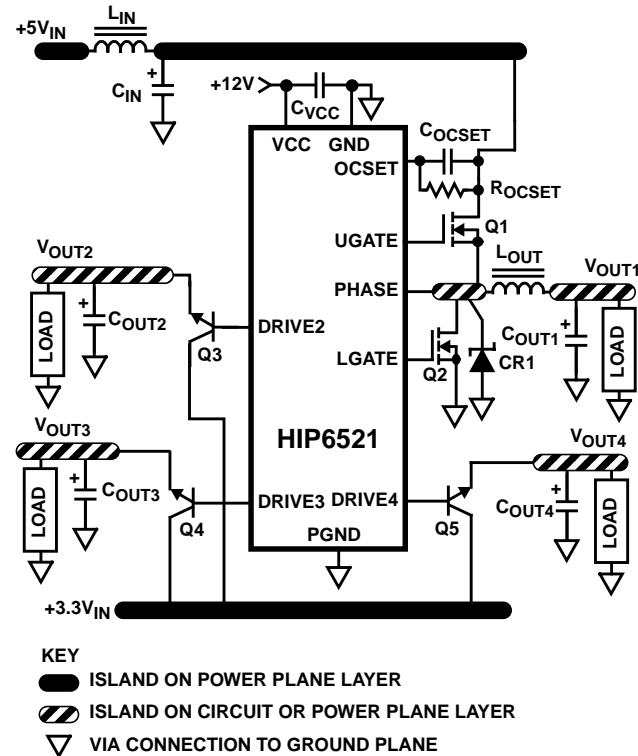 +5VIN
LIN
CIN
+
+12V
CVCC
VCC
GND
OCSET
COCSET
ROCSET
UGATE
Q1
PHASE
LOUT
VOUT1
LGATE
Q2
CR1
COUT1
+
LOAD
VOUT2
LOAD
+
COUT2
Q3
DRIVE2
HIP6521
VOUT3
LOAD
+
COUT3
Q4
DRIVE3
DRIVE4
Q5
VOUT4
COUT4
+
LOAD
PGND
+3.3VIN
KEY
ISLAND ON POWER PLANE LAYER
ISLAND ON CIRCUIT OR POWER PLANE LAYER
VIA CONNECTION TO GROUND PLANE